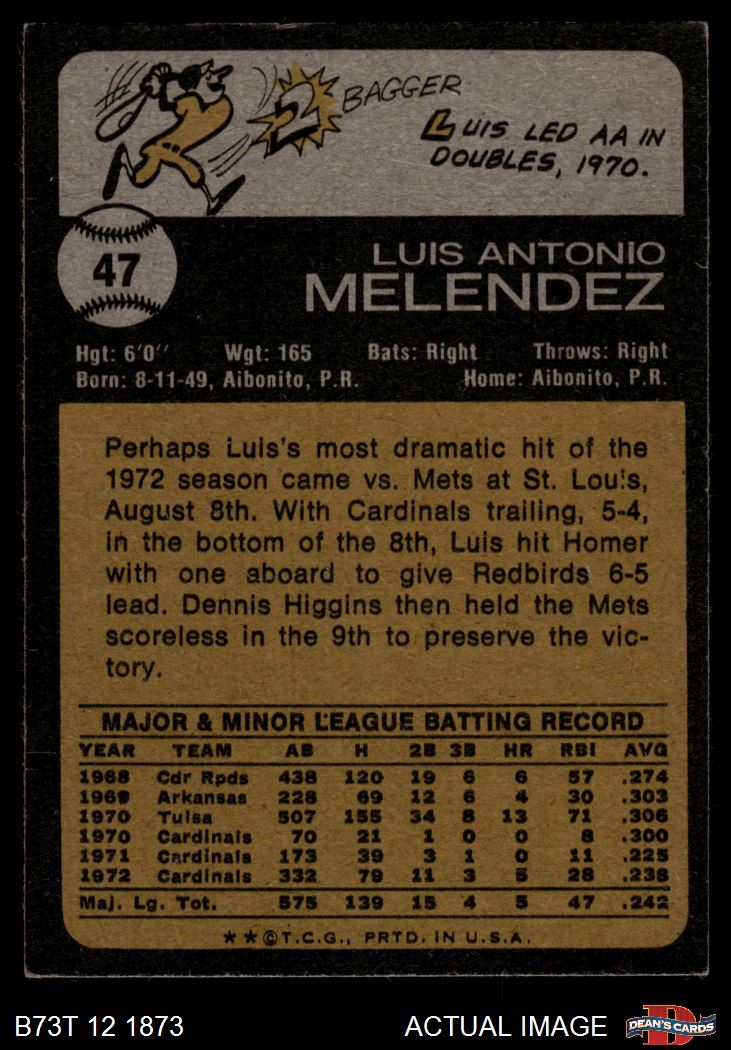 2 BAGGER
LUIS LED AA IN
DOUBLES, 1970.
47
LUIS ANTONIO
MELENDEZ
Hgt: 6'0" Wgt: 165 Bats: Right Throws: Right
Born: 8-11-49, Aibonito, P.R. Home: Aibonito, P.R.
Perhaps Luis's most dramatic hit of the
1972 season came vs. Mets at St. Louis,
August 8th. With Cardinals trailing, 5-4,
in the bottom of the 8th, Luis hit Homer
with one aboard to give Redbirds 6-5
lead. Dennis Higgins then held the Mets
scoreless in the 9th to preserve the vic-
tory.
MAJOR & MINOR LEAGUE BATTING RECORD
YEAR TEAM AB H 2B 3B HR RBI AVG
1968 Cdr Rpds 438 120 19 6 6 57 .274
1969 Arkansas 228 69 12 6 4 30 .303
1970 Tulsa 507 155 34 8 13 71 .306
1970 Cardinals 70 21 1 0 0 8 .300
1971 Cardinals 173 39 3 1 0 11 .225
1972 Cardinals 332 79 11 3 5 28 .238
Maj. Lg. Tot. 575 139 15 4 5 47 .242
★★©T.C.G., PRTD. IN U.S.A.
B73T 12 1873 ACTUAL IMAGE D DEAN'S CARDS